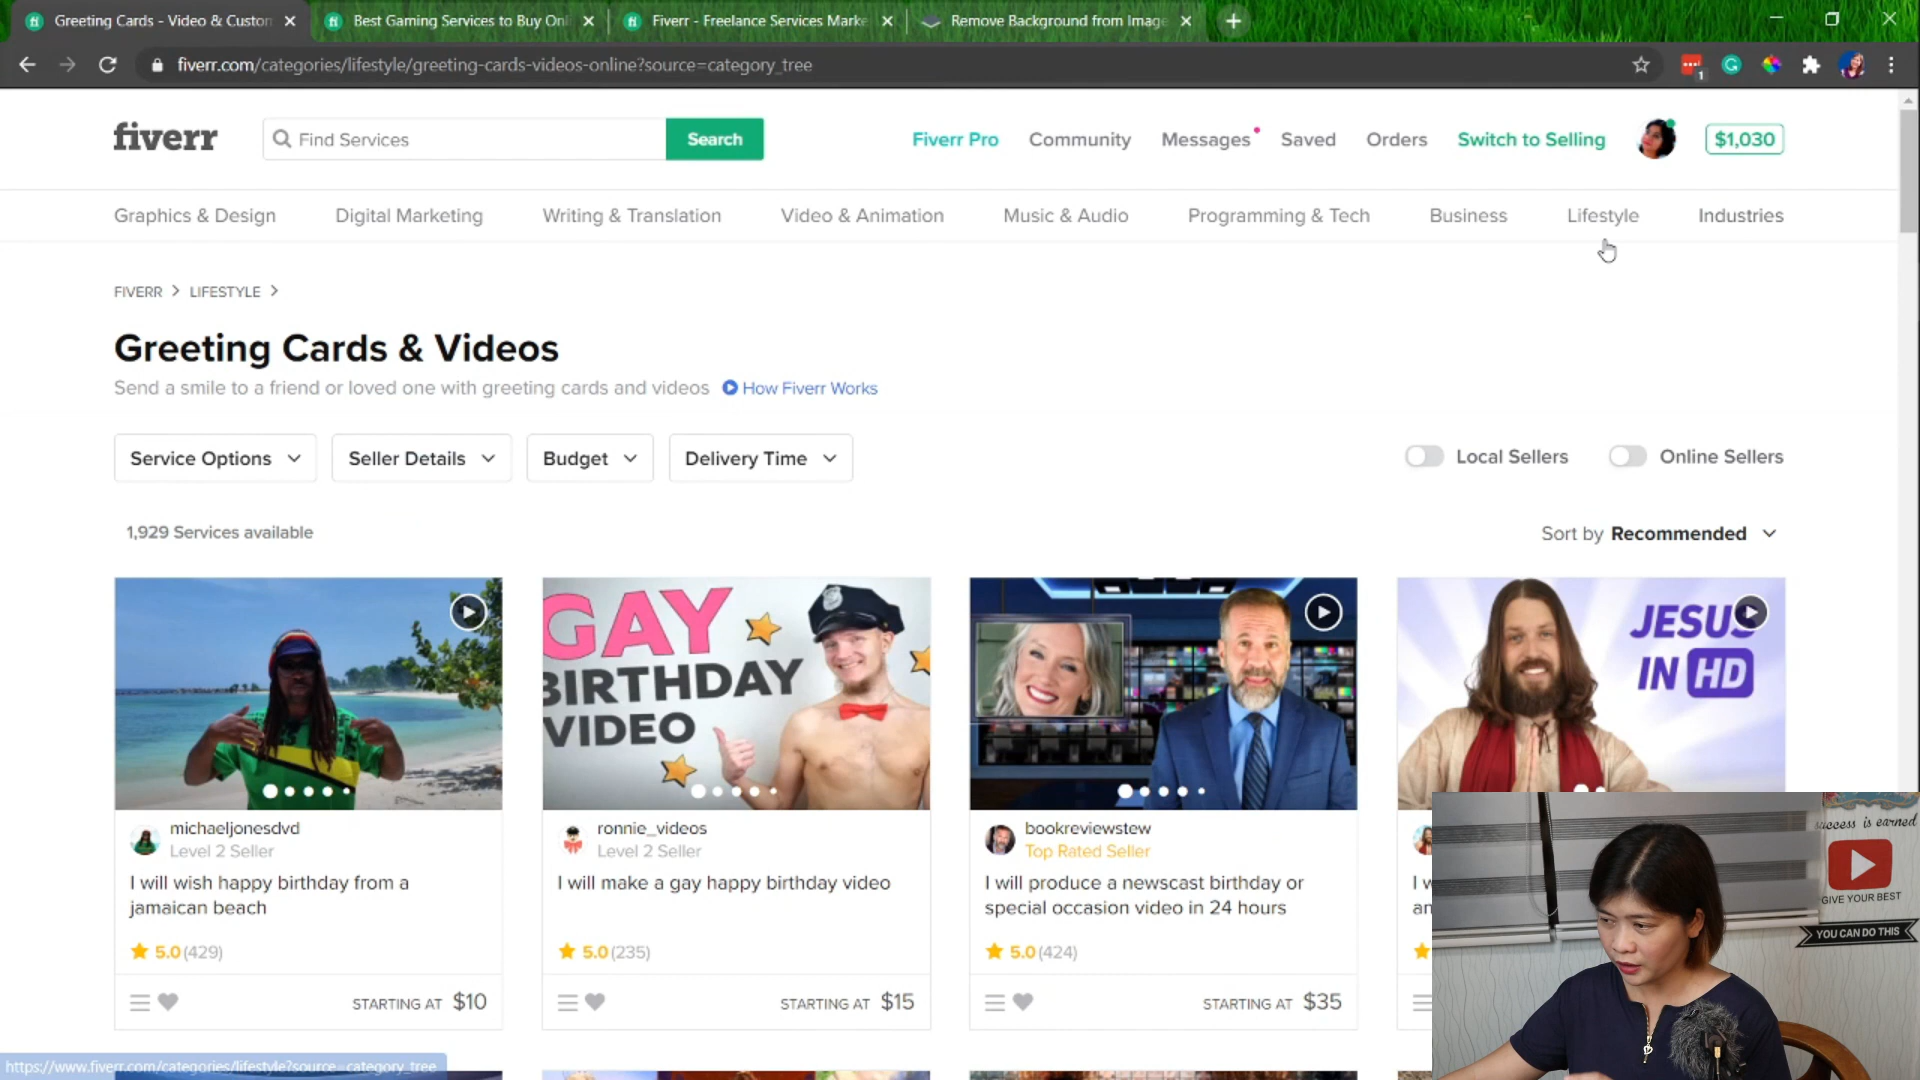 Greeting Cards - Video & Custom
Best Gaming Services to Buy Onl
Fiverr - Freelance Services Marke
Remove Background from Image
fiverr.com/categories/lifestyle/greeting-cards-videos-online?source=category_tree
1
fiverr
Find Services
Search
Fiverr Pro
Community
Messages
Saved
Orders
Switch to Selling
$1,030
Graphics & Design
Digital Marketing
Writing & Translation
Video & Animation
Music & Audio
Programming & Tech
Business
Lifestyle
Industries
FIVERR > LIFESTYLE >
Greeting Cards & Videos
Send a smile to a friend or loved one with greeting cards and videos
How Fiverr Works
Service Options
Seller Details
Budget
Delivery Time
Local Sellers
Online Sellers
1,929 Services available
Sort by Recommended
GAY
BIRTHDAY
VIDEO
JESUS
IN HD
michaeljonesdvd
Level 2 Seller
I will wish happy birthday from a
jamaican beach
5.0 (429)
STARTING AT $10
ronnie_videos
Level 2 Seller
I will make a gay happy birthday video
5.0 (235)
STARTING AT $15
bookreviewstew
Top Rated Seller
I will produce a newscast birthday or
special occasion video in 24 hours
5.0 (424)
STARTING AT $35
success is earned
GIVE YOUR BEST
YOU CAN DO THIS
https://www.fiverr.com/categories/lifestyle?source=category_tree